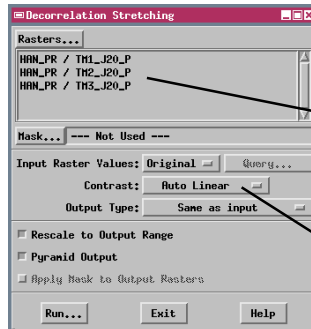 Decorrelation Stretching
Rasters...
HAN_PR / TM1_J20_P
HAN_PR / TM2_J20_P
HAN_PR / TM3_J20_P
Mask... --- Not Used ---
Input Raster Values: Original Query...
Contrast: Auto Linear
Output Type: Same as input
Rescale to Output Range
Pyramid Output
Apply Mask to Output Rasters
Run... Exit Help